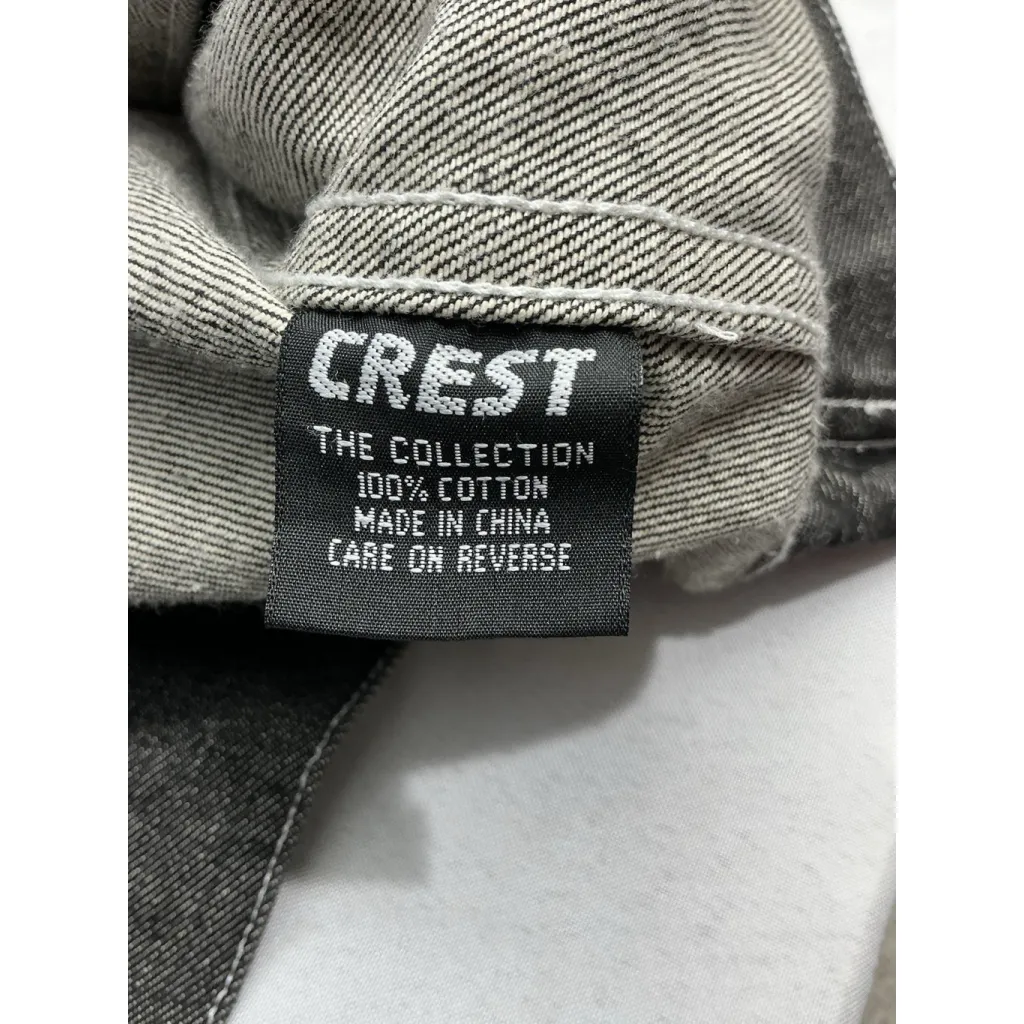 CREST
THE COLLECTION
100% COTTON
MADE IN CHINA
CARE ON REVERSE